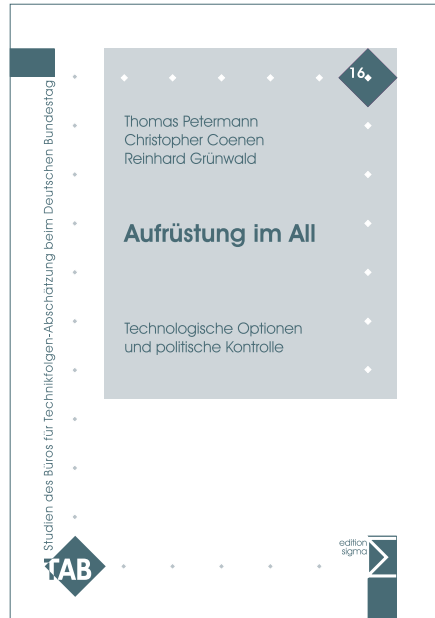 16
Thomas Petermann
Christopher Coenen
Reinhard Grünwald
Aufrüstung im All
Technologische Optionen
und politische Kontrolle
Studien des Büros für Technikfolgen-Abschätzung beim Deutschen Bundestag
TAB
edition
sigma